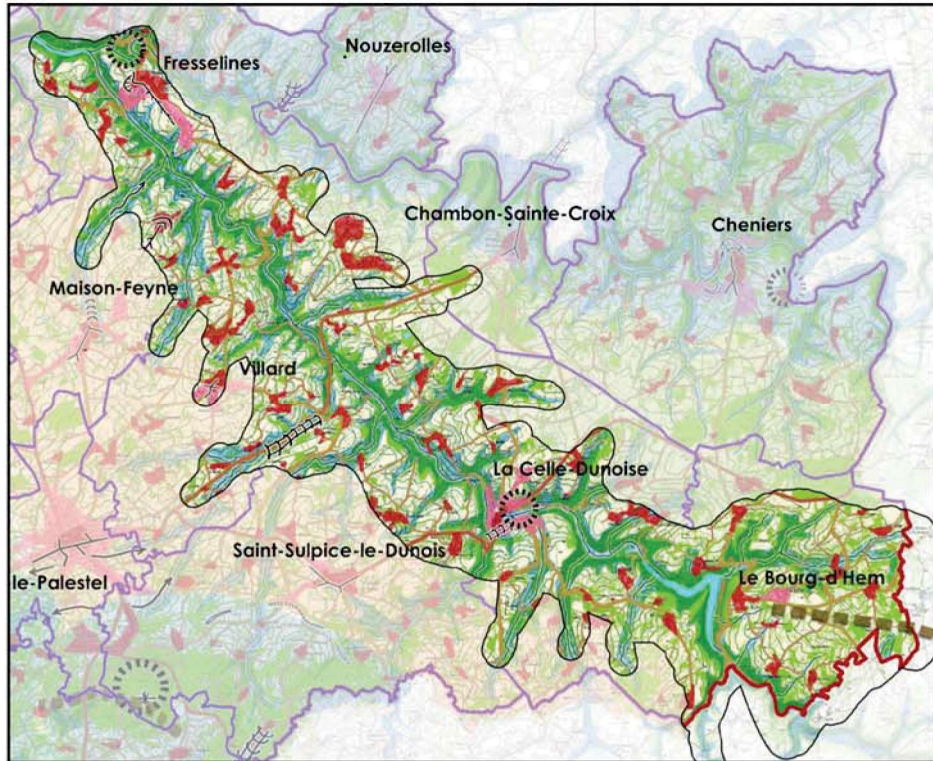 Nouzerolles
Fresselines
Chambon-Sainte-Croix
Cheniers
Maison-Feyne
Villard
La Celle-Dunoise
Saint-Sulpice-le-Dunois
le-Palestel
Le Bourg-d'Hem